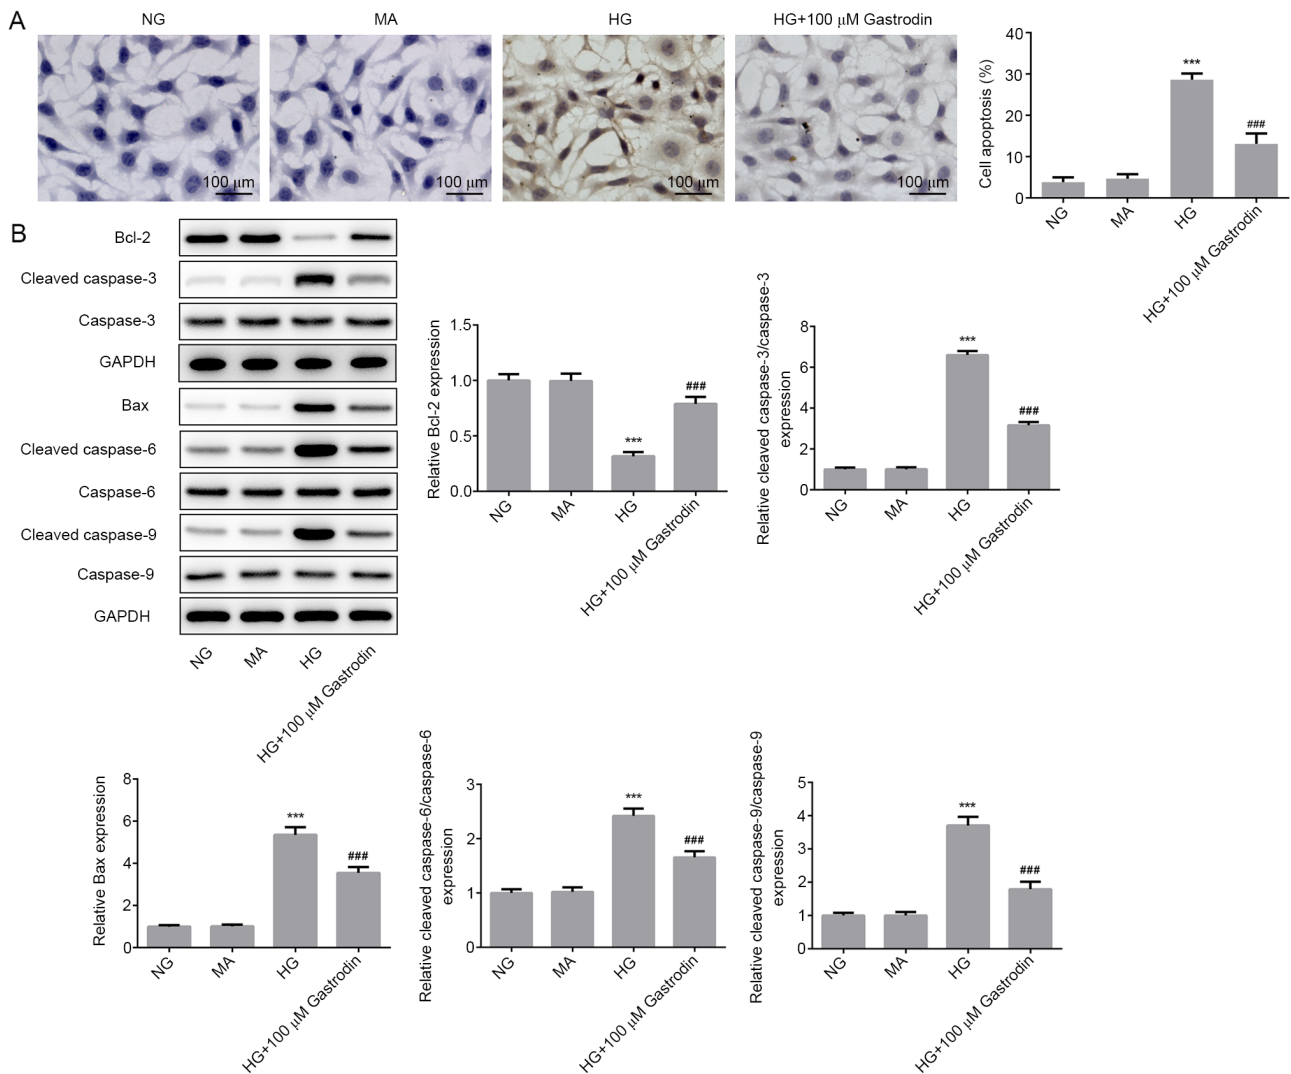 A
NG
MA
HG
HG+100 μM Gastrodin
100 μm
100 μm
100 μm
100 μm
Cell apoptosis (%)
40
30
20
10
0
***
###
NG
MA
HG
HG+100 μM Gastrodin
B
Bcl-2
Cleaved caspase-3
Caspase-3
GAPDH
Bax
Cleaved caspase-6
Caspase-6
Cleaved caspase-9
Caspase-9
GAPDH
NG
MA
HG
HG+100 μM Gastrodin
Relative Bcl-2 expression
1.5
1.0
0.5
0.0
***
###
NG
MA
HG
HG+100 μM Gastrodin
Relative cleaved caspase-3/caspase-3
expression
8
6
4
2
0
***
###
NG
MA
HG
HG+100 μM Gastrodin
Relative Bax expression
8
6
4
2
0
***
###
NG
MA
HG
HG+100 μM Gastrodin
Relative cleaved caspase-6/caspase-6
expression
3
2
1
0
***
###
NG
MA
HG
HG+100 μM Gastrodin
Relative cleaved caspase-9/caspase-9
expression
5
4
3
2
1
0
***
###
NG
MA
HG
HG+100 μM Gastrodin